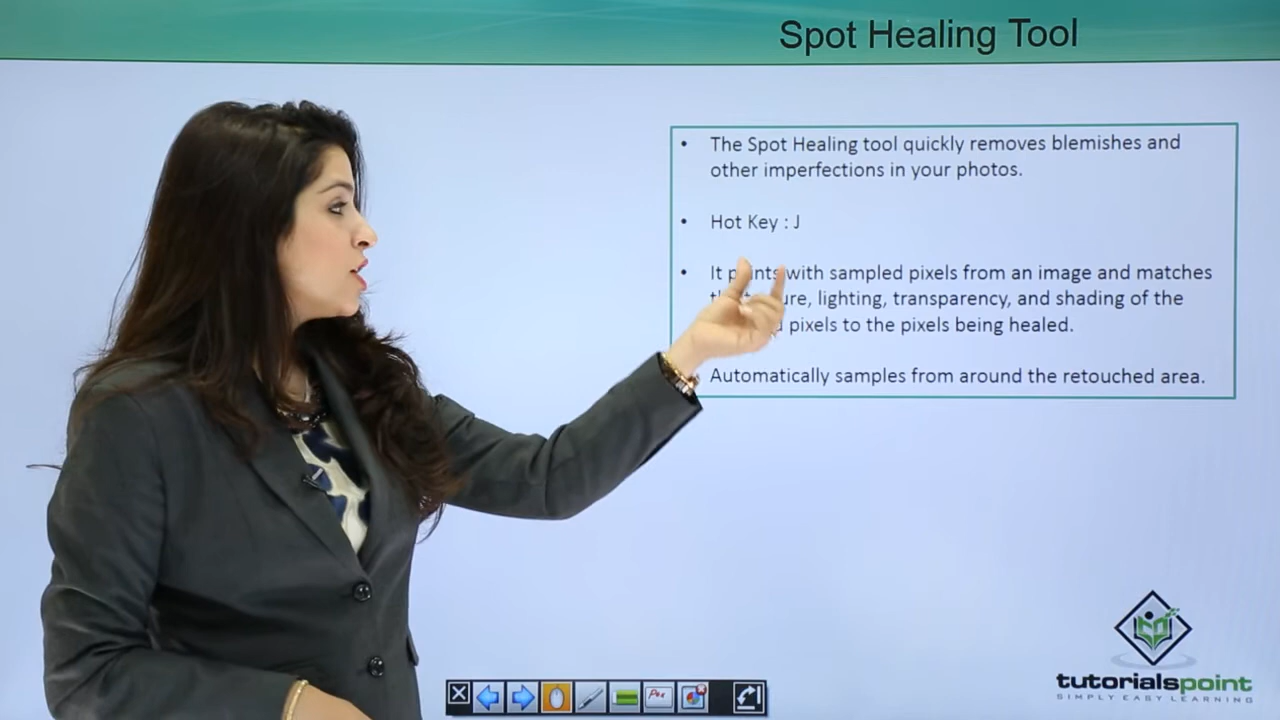 Spot Healing Tool
• The Spot Healing tool quickly removes blemishes and
other imperfections in your photos.
• Hot Key : J
• It with sampled pixels from an image and matches
lighting, transparency, and shading of the
pixels to the pixels being healed.
Automatically samples from around the retouched area.
Pen
tutorialspoint
SIMPLY EASY LEARNING